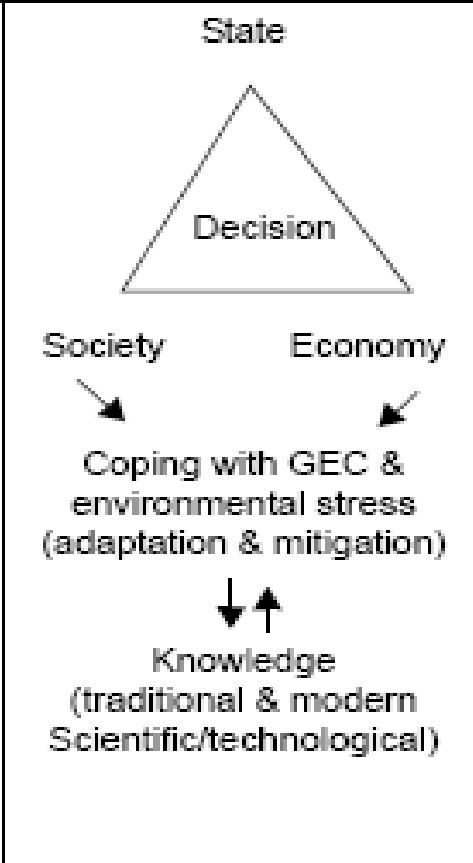 State
Decision
Society Economy
Coping with GEC &
environmental stress
(adaptation & mitigation)
Knowledge
(traditional & modern
Scientific/technological)